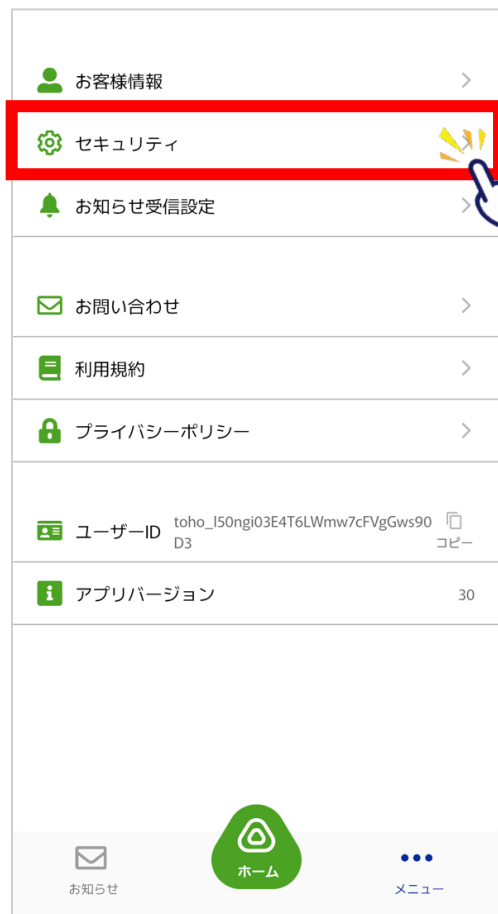 お客様情報
セキュリティ
お知らせ受信設定
お問い合わせ
利用規約
プライバシーポリシー
ユーザーID toho_l50ngi03E4T6LWmw7cFVgGws90
D3 コピー
アプリバージョン 30
お知らせ ホーム メニュー